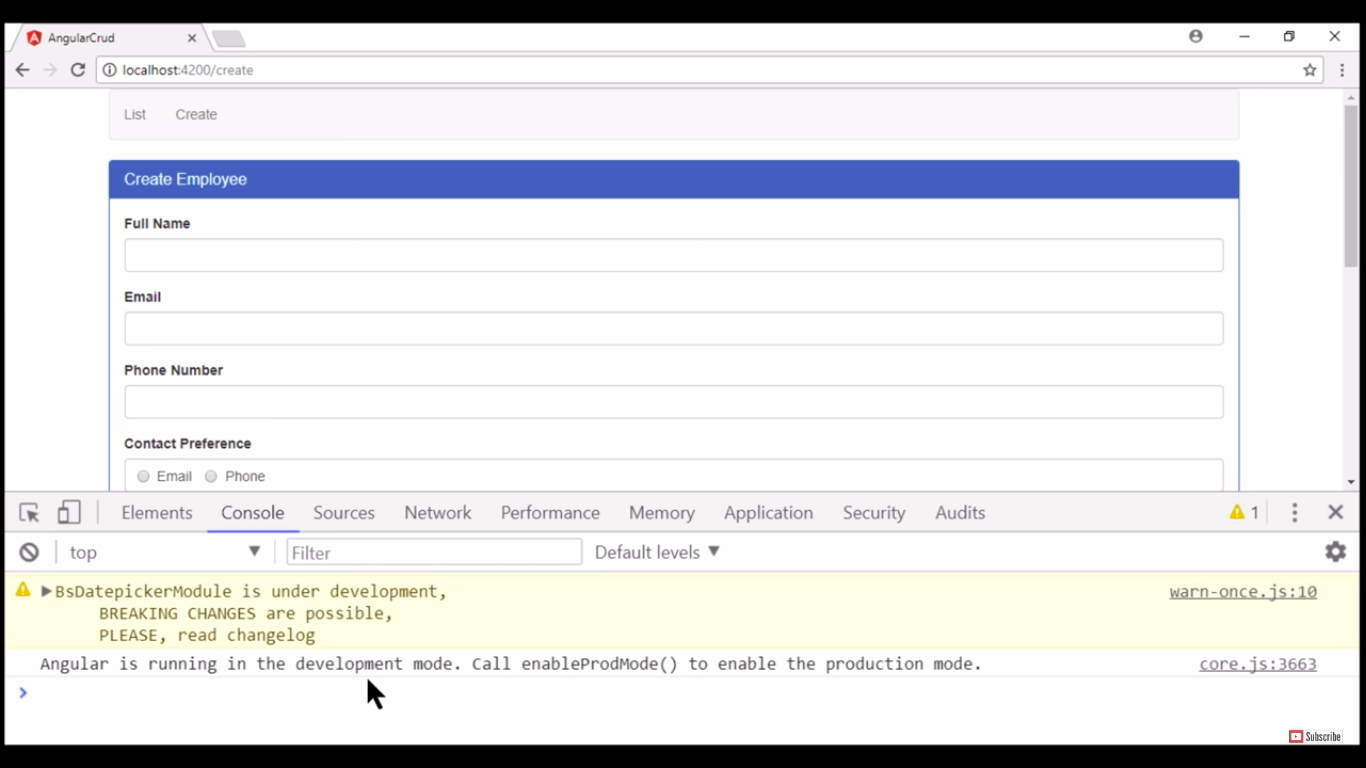 AngularCrud
localhost:4200/create
List Create
Create Employee
Full Name
Email
Phone Number
Contact Preference
Email Phone
Elements Console Sources Network Performance Memory Application Security Audits 1
top Filter Default levels
BsDatepickerModule is under development, warn-once.js:10
BREAKING CHANGES are possible,
PLEASE, read changelog
Angular is running in the development mode. Call enableProdMode() to enable the production mode. core.js:3663
Subscribe